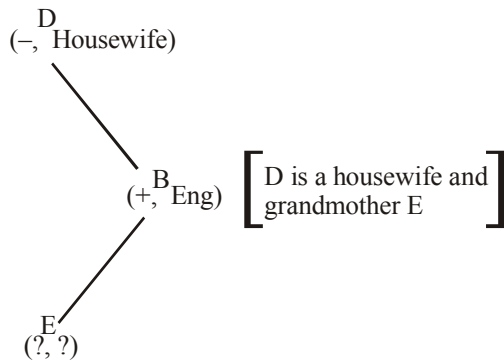 D
(–, Housewife)
B
(+, Eng)
D is a housewife and
grandmother E
E
(?, ?)